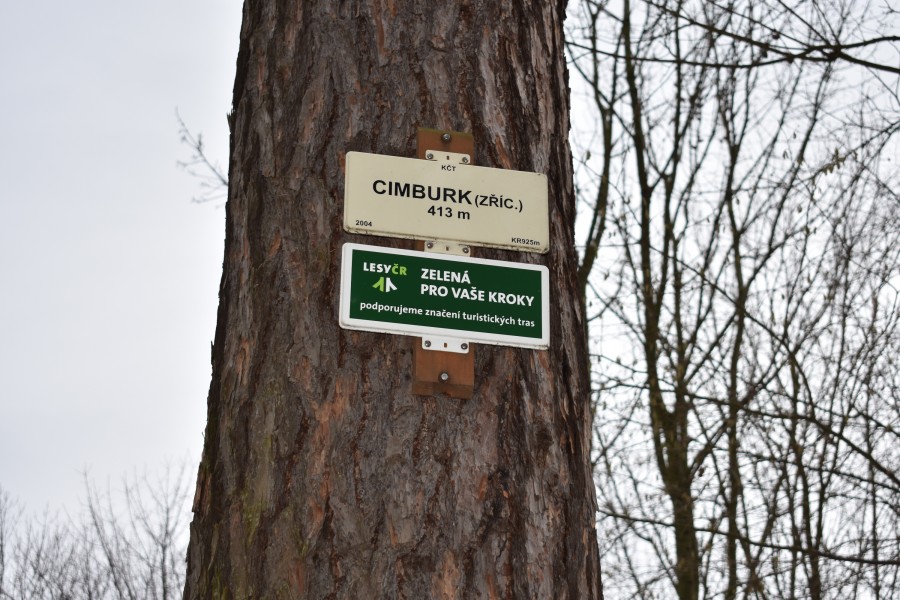 KČT
CIMBURK (ZŘÍC.)
413 m
2004 KR925m
LESYČR
ZELENÁ
PRO VAŠE KROKY
podporujeme značení turistických tras